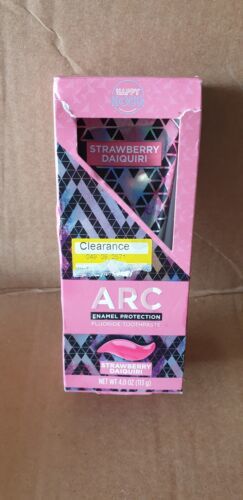 HAPPY
HOUR
STRAWBERRY
DAIQUIRI
Clearance
ARC
ENAMEL PROTECTION
FLUORIDE TOOTHPASTE
STRAWBERRY
DAIQUIRI
NET WT 4.0 OZ (113 g)